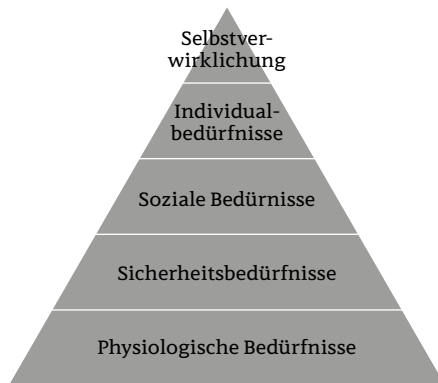 Selbstver-
wirklichung
Individual-
bedürfnisse
Soziale Bedürnisse
Sicherheitsbedürfnisse
Physiologische Bedürfnisse